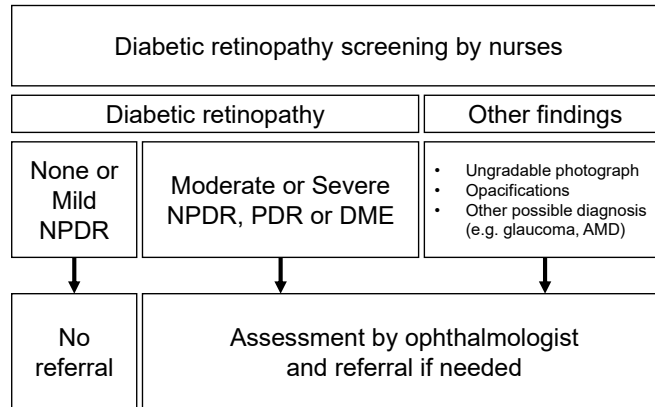 Diabetic retinopathy screening by nurses
Diabetic retinopathy
Other findings
None or
Mild
NPDR
Moderate or Severe
NPDR, PDR or DME
• Ungradable photograph
• Opacifications
• Other possible diagnosis
(e.g. glaucoma, AMD)
No
referral
Assessment by ophthalmologist
and referral if needed